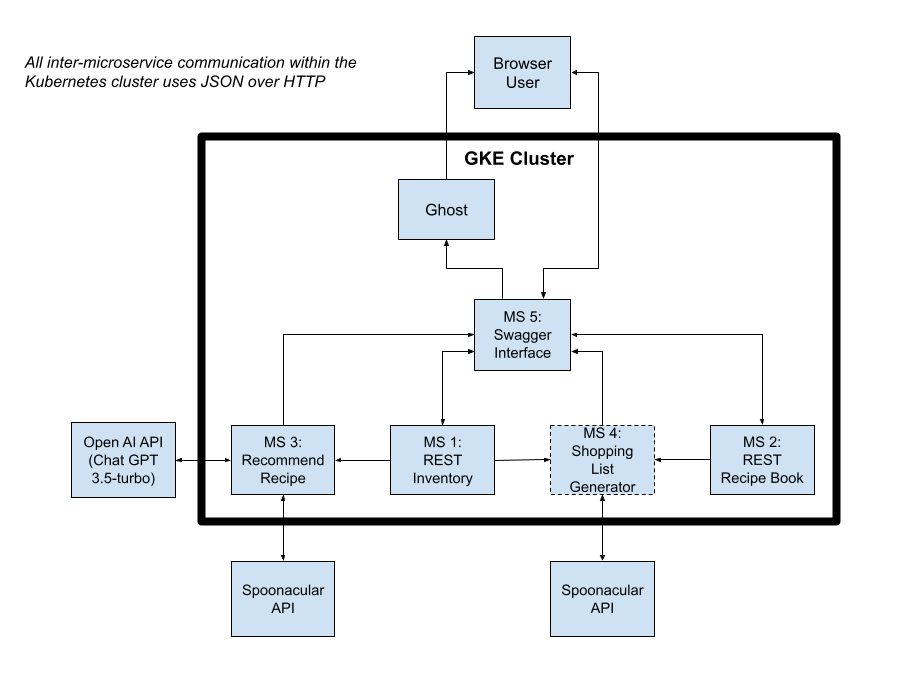 All inter-microservice communication within the
Kubernetes cluster uses JSON over HTTP
Browser
User
GKE Cluster
Ghost
MS 5:
Swagger
Interface
Open AI API
(Chat GPT
3.5-turbo)
MS 3:
Recommend
Recipe
MS 1:
REST
Inventory
MS 4:
Shopping
List
Generator
MS 2:
REST
Recipe Book
Spoonacular
API
Spoonacular
API